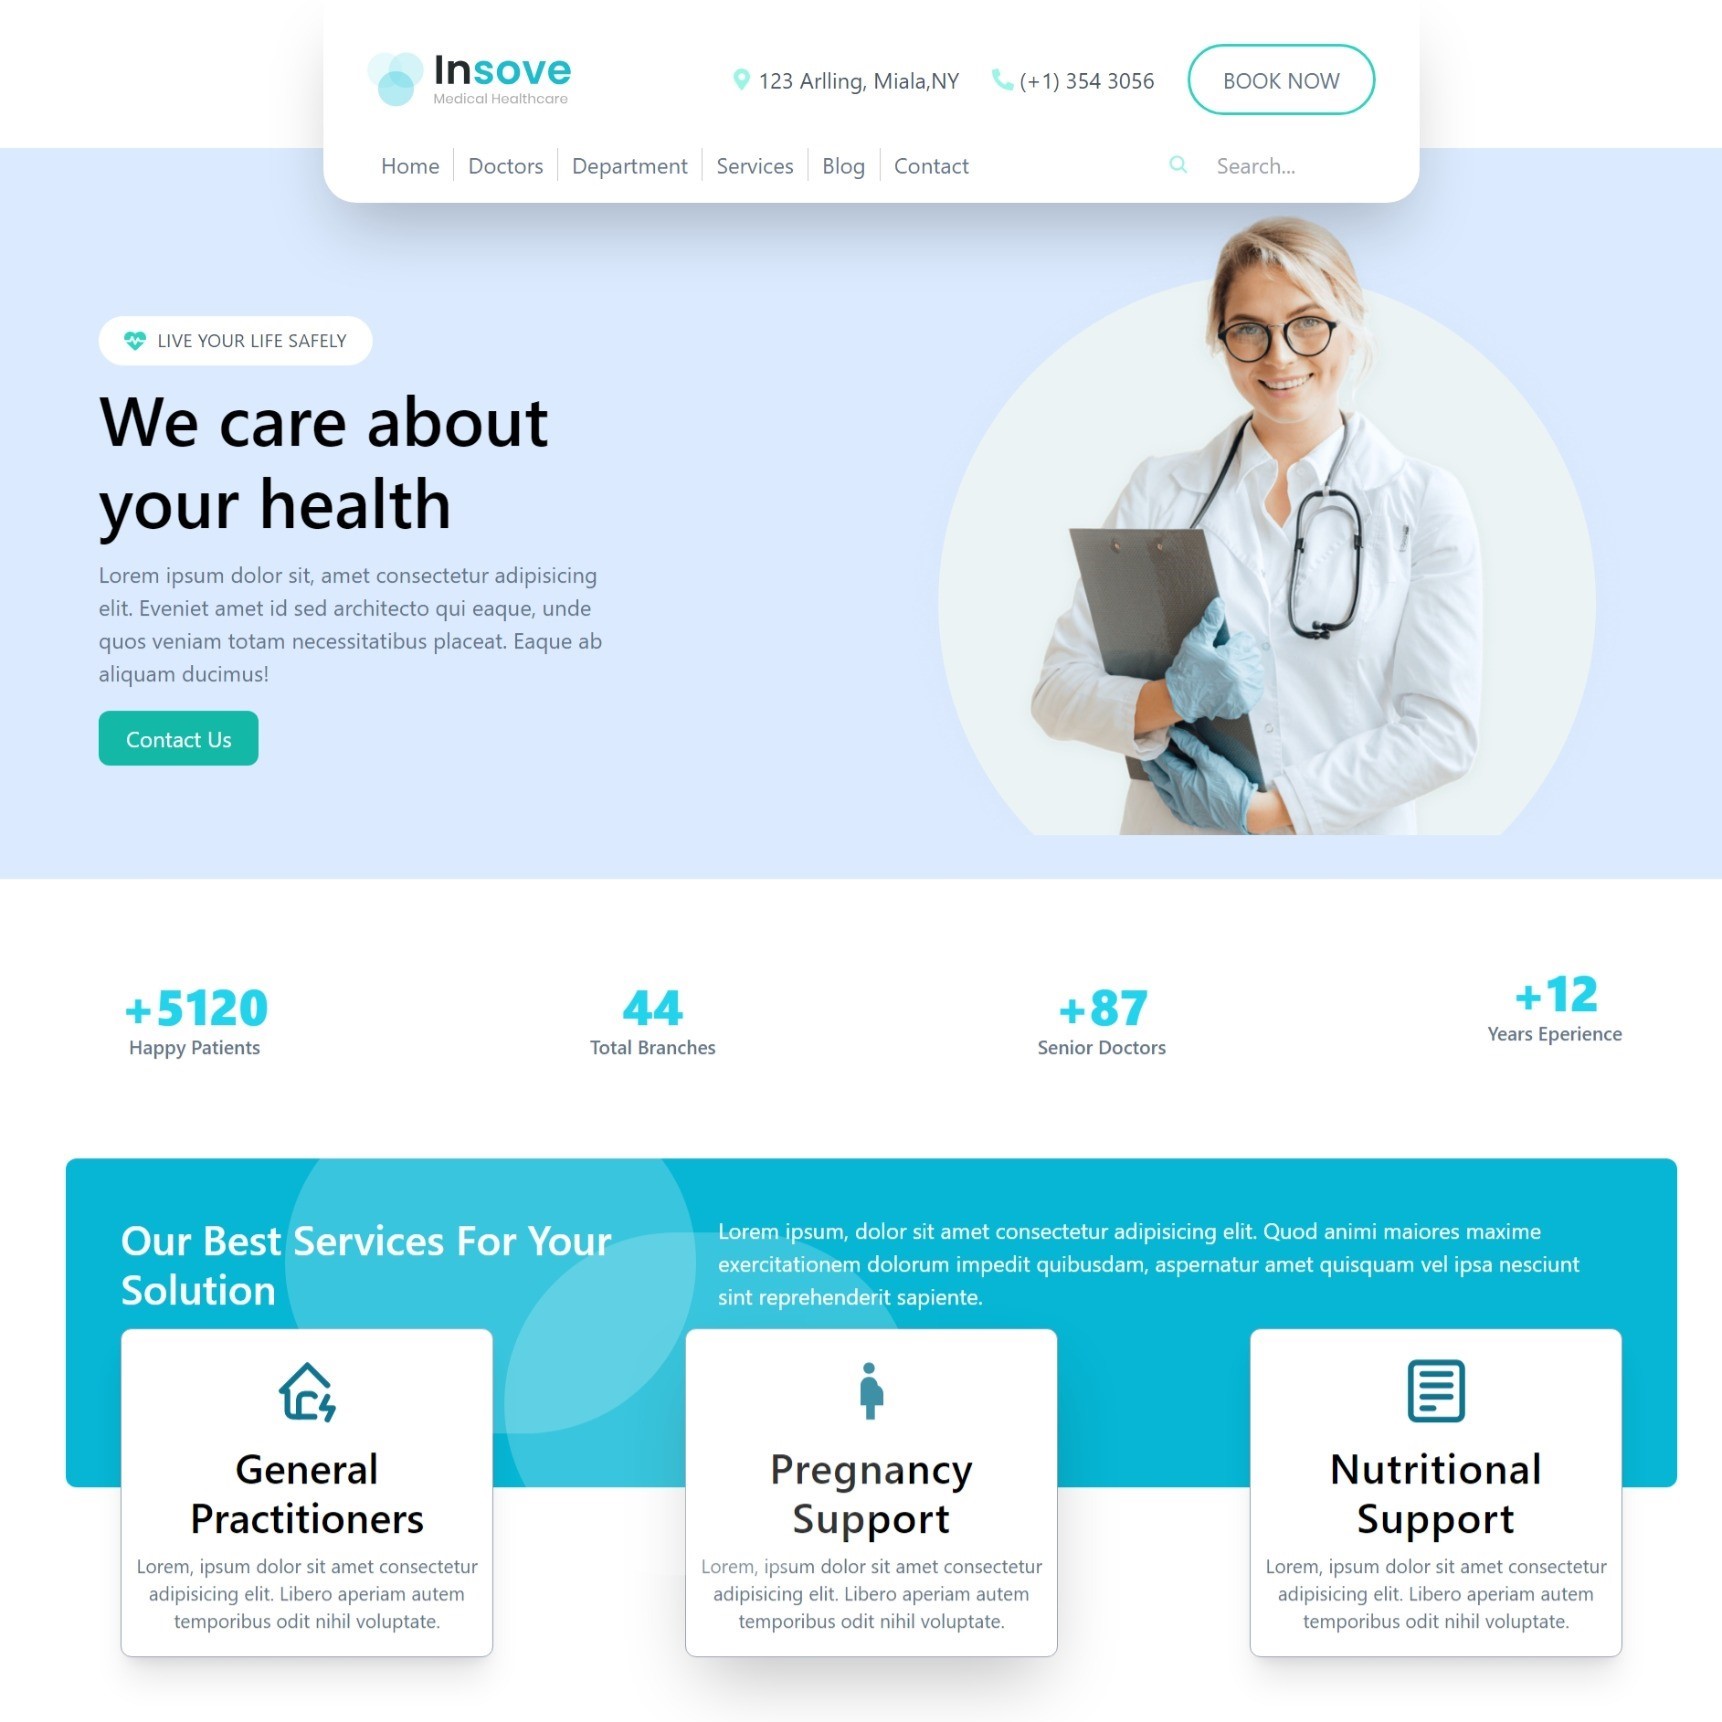 Insove
Medical Healthcare
123 Arlling, Miala,NY
(+1) 354 3056
BOOK NOW
Home
Doctors
Department
Services
Blog
Contact
Search...
LIVE YOUR LIFE SAFELY
We care about
your health
Lorem ipsum dolor sit, amet consectetur adipisicing
elit. Eveniet amet id sed architecto qui eaque, unde
quos veniam totam necessitatibus placeat. Eaque ab
aliquam ducimus!
Contact Us
+5120
Happy Patients
44
Total Branches
+87
Senior Doctors
+12
Years Eperience
Our Best Services For Your
Solution
Lorem ipsum, dolor sit amet consectetur adipisicing elit. Quod animi maiores maxime
exercitationem dolorum impedit quibusdam, aspernatur amet quisquam vel ipsa nesciunt
sint reprehenderit sapiente.
General
Practitioners
Lorem, ipsum dolor sit amet consectetur
adipisicing elit. Libero aperiam autem
temporibus odit nihil voluptate.
Pregnancy
Support
Lorem, ipsum dolor sit amet consectetur
adipisicing elit. Libero aperiam autem
temporibus odit nihil voluptate.
Nutritional
Support
Lorem, ipsum dolor sit amet consectetur
adipisicing elit. Libero aperiam autem
temporibus odit nihil voluptate.